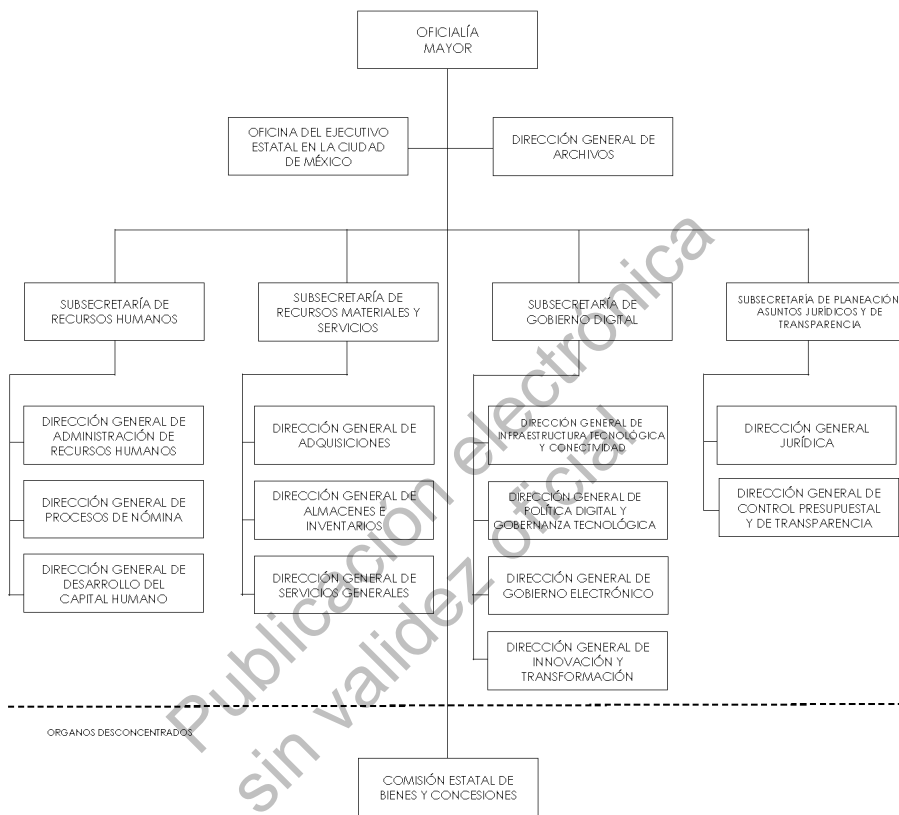 OFICIALÍA
MAYOR
OFICINA DEL EJECUTIVO
ESTATAL EN LA CIUDAD
DE MÉXICO
DIRECCIÓN GENERAL DE
ARCHIVOS
SUBSECRETARÍA DE
RECURSOS HUMANOS
SUBSECRETARÍA DE
RECURSOS MATERIALES Y
SERVICIOS
SUBSECRETARÍA DE
GOBIERNO DIGITAL
SUBSECRETARÍA DE PLANEACIÓN
ASUNTOS JURÍDICOS Y DE
TRANSPARENCIA
DIRECCIÓN GENERAL DE
ADMINISTRACIÓN DE
RECURSOS HUMANOS
DIRECCIÓN GENERAL DE
PROCESOS DE NÓMINA
DIRECCIÓN GENERAL DE
DESARROLLO DEL
CAPITAL HUMANO
DIRECCIÓN GENERAL DE
ADQUISICIONES
DIRECCIÓN GENERAL DE
ALMACENES E
INVENTARIOS
DIRECCIÓN GENERAL DE
SERVICIOS GENERALES
DIRECCIÓN GENERAL DE
INFRAESTRUCTURA TECNOLÓGICA
Y CONECTIVIDAD
DIRECCIÓN GENERAL DE
POLÍTICA DIGITAL Y
GOBERNANZA TECNOLÓGICA
DIRECCIÓN GENERAL DE
GOBIERNO ELECTRÓNICO
DIRECCIÓN GENERAL DE
INNOVACIÓN Y
TRANSFORMACIÓN
DIRECCIÓN GENERAL
JURÍDICA
DIRECCIÓN GENERAL DE
CONTROL PRESUPUESTAL
Y DE TRANSPARENCIA
ORGANOS DESCONCENTRADOS
COMISIÓN ESTATAL DE
BIENES Y CONCESIONES
Publicación electrónica
sin validez oficial